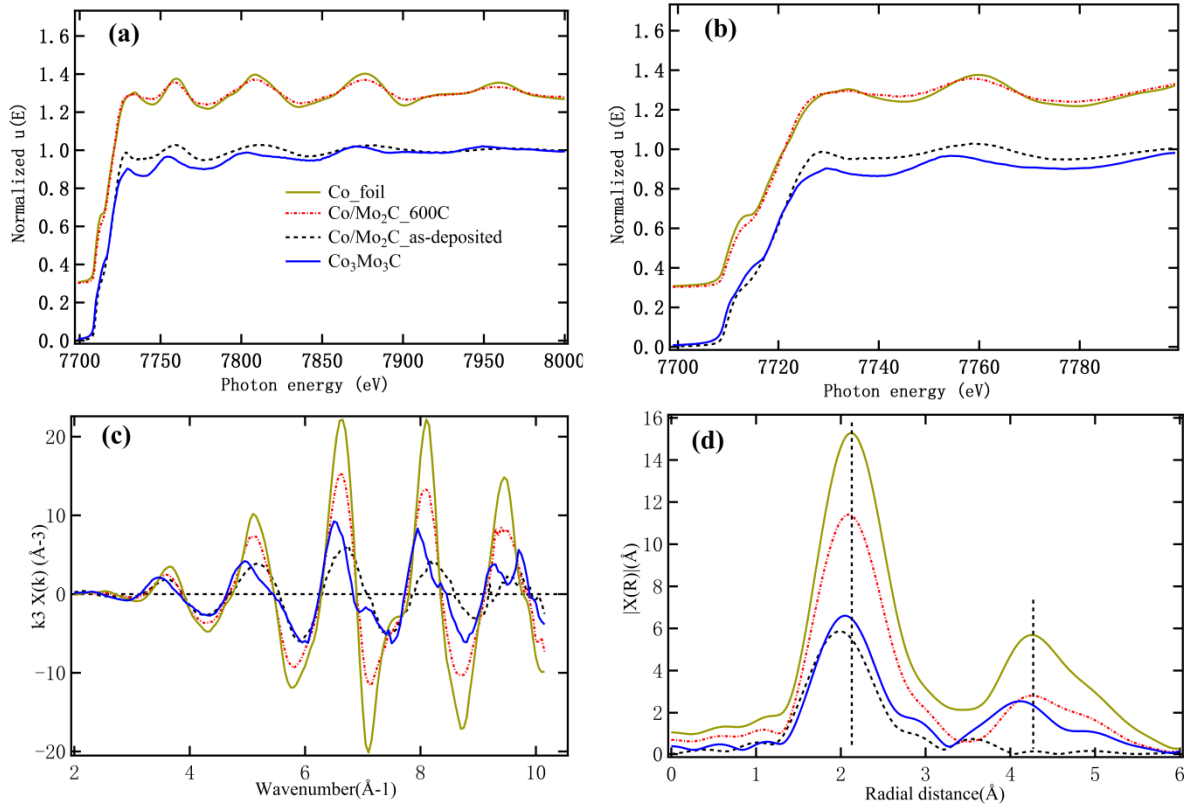 (a)
Normalized u(E)
1.6
1.4
1.2
1.0
0.8
0.6
0.4
0.2
0.0
Co_foil
Co/Mo₂C_600C
Co/Mo₂C_as-deposited
Co₃Mo₃C
7700 7750 7800 7850 7900 7950 8000
Photon energy (eV)
(b)
Normalized u(E)
1.6
1.4
1.2
1.0
0.8
0.6
0.4
0.2
0.0
7700 7720 7740 7760 7780
Photon energy (eV)
(c)
k3 X(k) (Å-3)
20
10
0
-10
-20
2 4 6 8 10
Wavenumber(Å-1)
(d)
|X(R)|(Å)
16
14
12
10
8
6
4
2
0
0 1 2 3 4 5 6
Radial distance(Å)